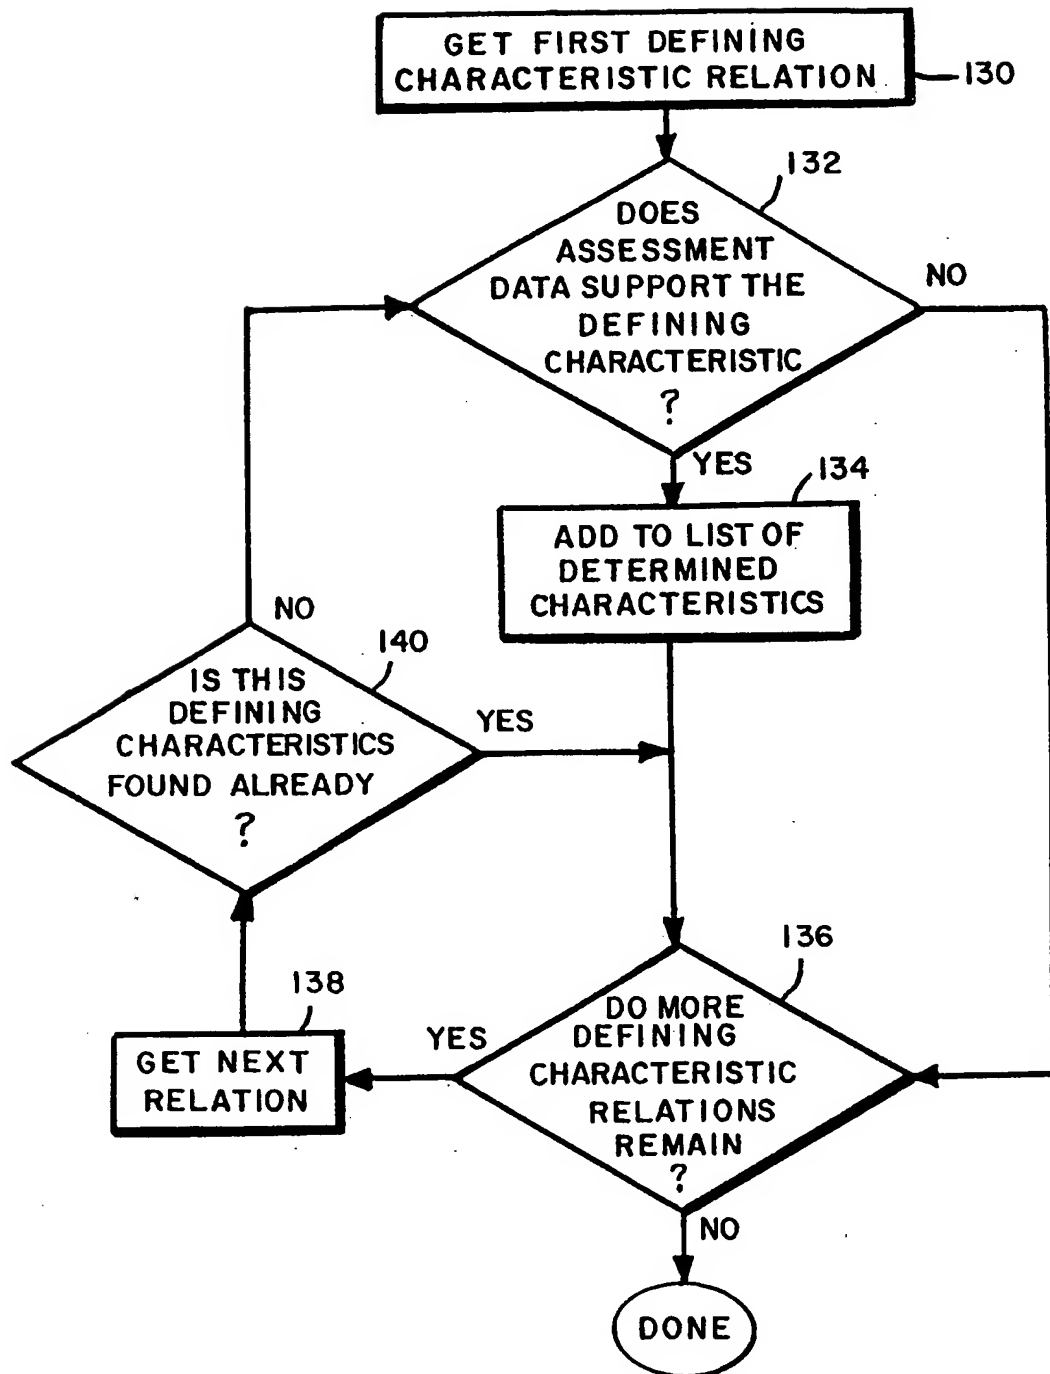 GET FIRST DEFINING
CHARACTERISTIC RELATION
130
132
DOES
ASSESSMENT
DATA SUPPORT THE
DEFINING
CHARACTERISTIC
?
NO
YES
134
ADD TO LIST OF
DETERMINED
CHARACTERISTICS
NO
140
IS THIS
DEFINING
CHARACTERISTICS
FOUND ALREADY
?
YES
136
DO MORE
DEFINING
CHARACTERISTIC
RELATIONS
REMAIN
?
YES
138
GET NEXT
RELATION
NO
DONE